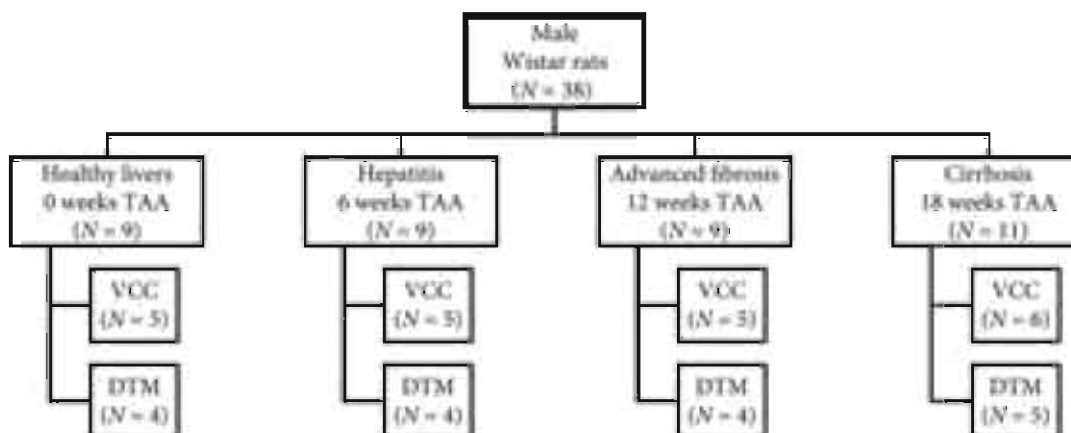 Male
Wistar rats
(N = 38)
Healthy livers
0 weeks TAA
(N = 9)
Hepatitis
6 weeks TAA
(N = 9)
Advanced fibrosis
12 weeks TAA
(N = 9)
Cirrhosis
18 weeks TAA
(N = 11)
VCC
(N = 5)
VCC
(N = 5)
VCC
(N = 5)
VCC
(N = 6)
DTM
(N = 4)
DTM
(N = 4)
DTM
(N = 4)
DTM
(N = 5)